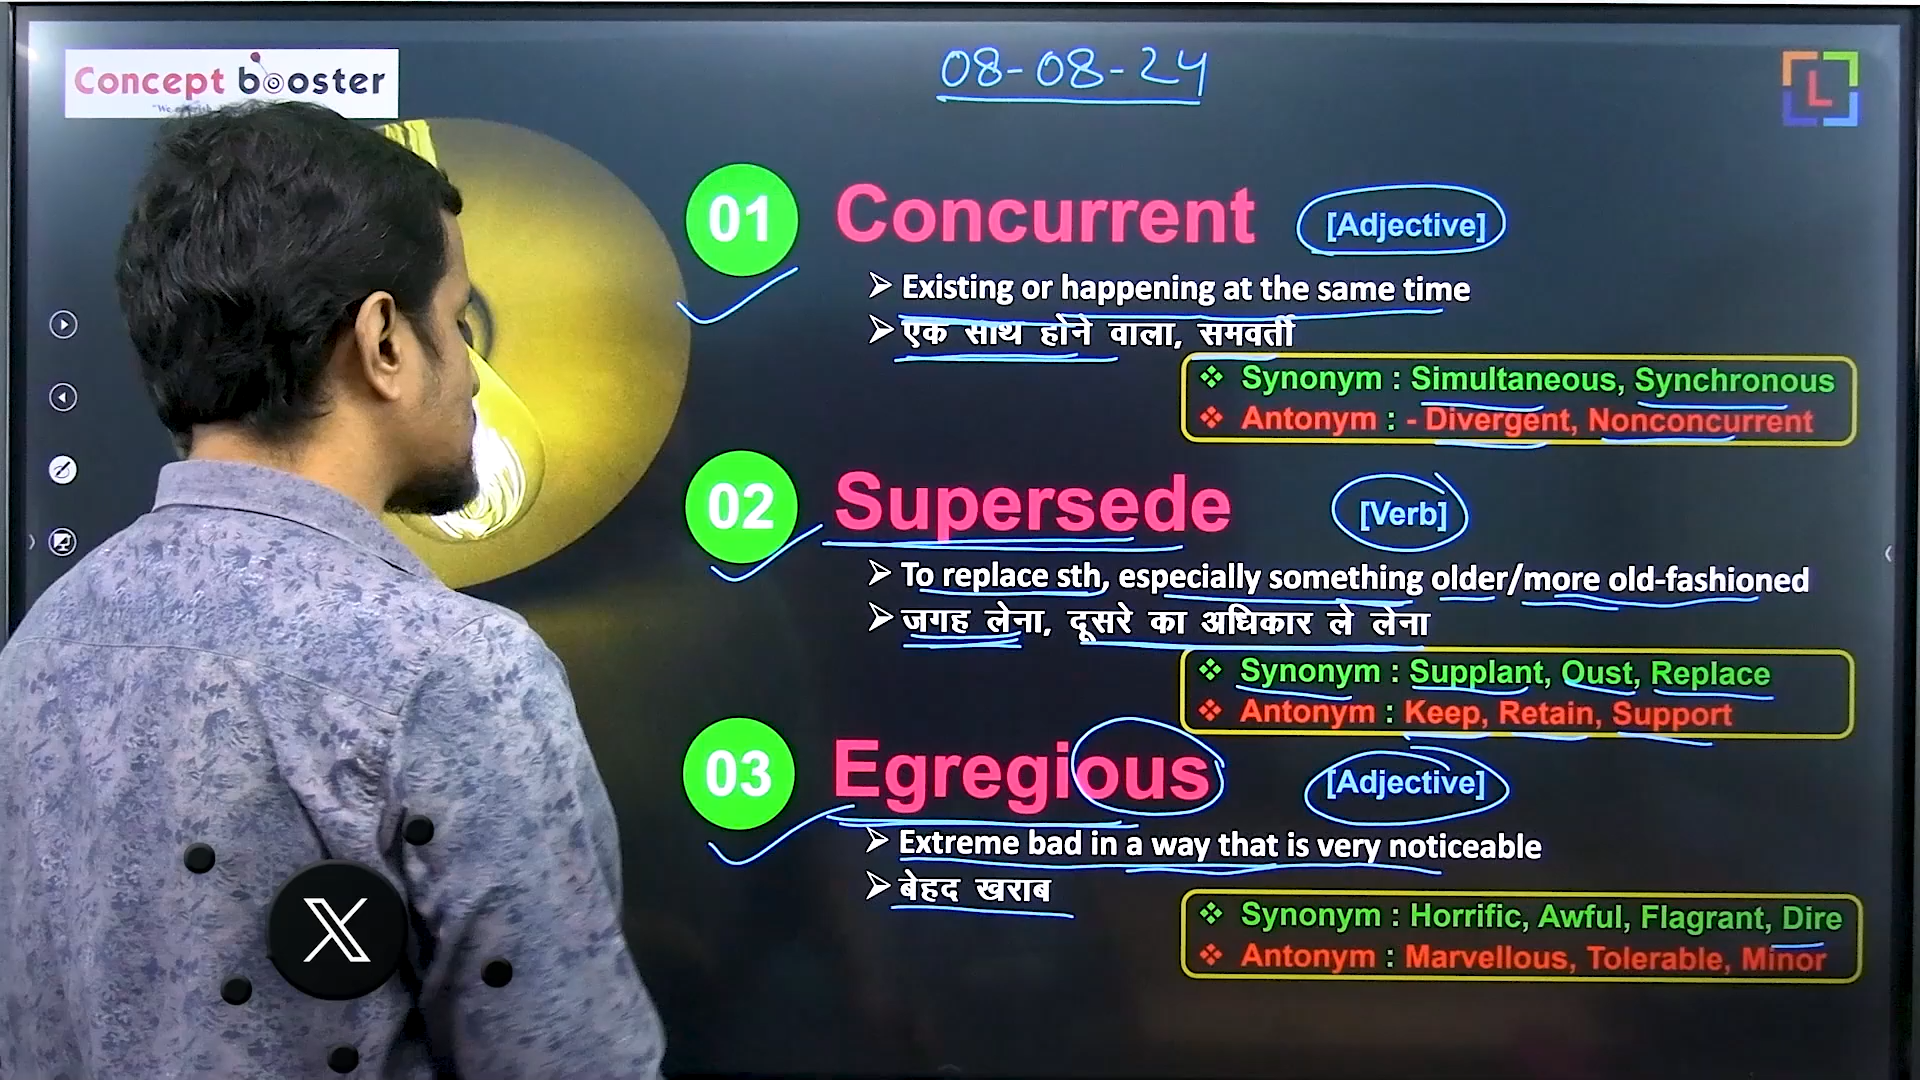 Concept booster
08-08-24
L
01 Concurrent [Adjective]
Existing or happening at the same time
एक साथ होने वाला, समवर्ती
Synonym : Simultaneous, Synchronous
Antonym : - Divergent, Nonconcurrent
02 Supersede [Verb]
To replace sth, especially something older/more old-fashioned
जगह लेना, दूसरे का अधिकार ले लेना
Synonym : Supplant, Oust, Replace
Antonym : Keep, Retain, Support
03 Egregious [Adjective]
Extreme bad in a way that is very noticeable
बेहद खराब
Synonym : Horrific, Awful, Flagrant, Dire
Antonym : Marvellous, Tolerable, Minor
X